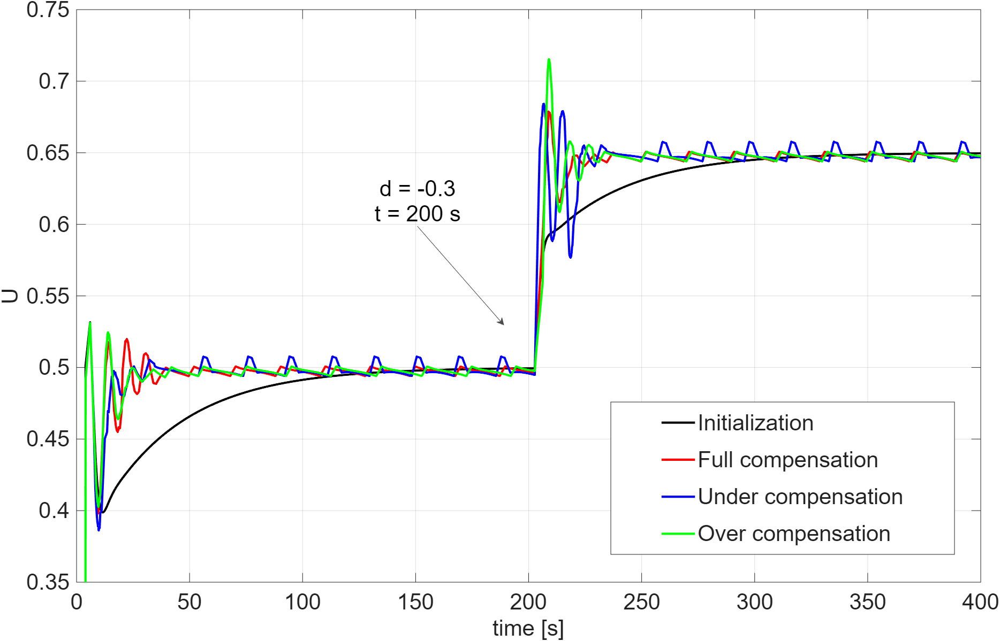 0.75
0.7
0.65
0.6
0.55
0.5
0.45
0.4
0.35
U
d = -0.3
t = 200 s
Initialization
Full compensation
Under compensation
Over compensation
0 50 100 150 200 250 300 350 400
time [s]